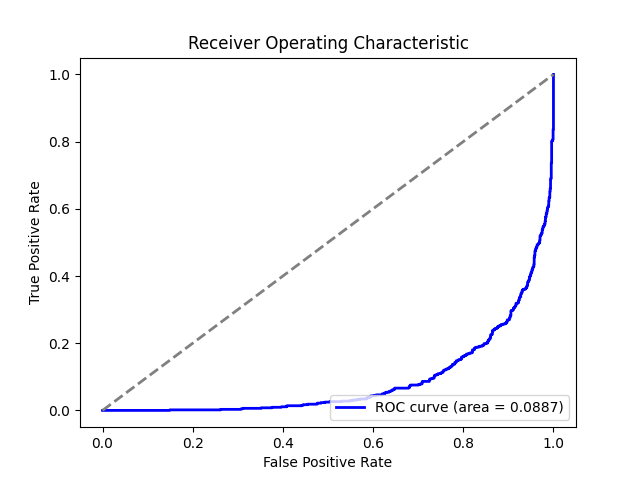 Receiver Operating Characteristic
1.0
0.8
0.6
0.4
0.2
0.0
True Positive Rate
ROC curve (area = 0.0887)
0.0 0.2 0.4 0.6 0.8 1.0
False Positive Rate